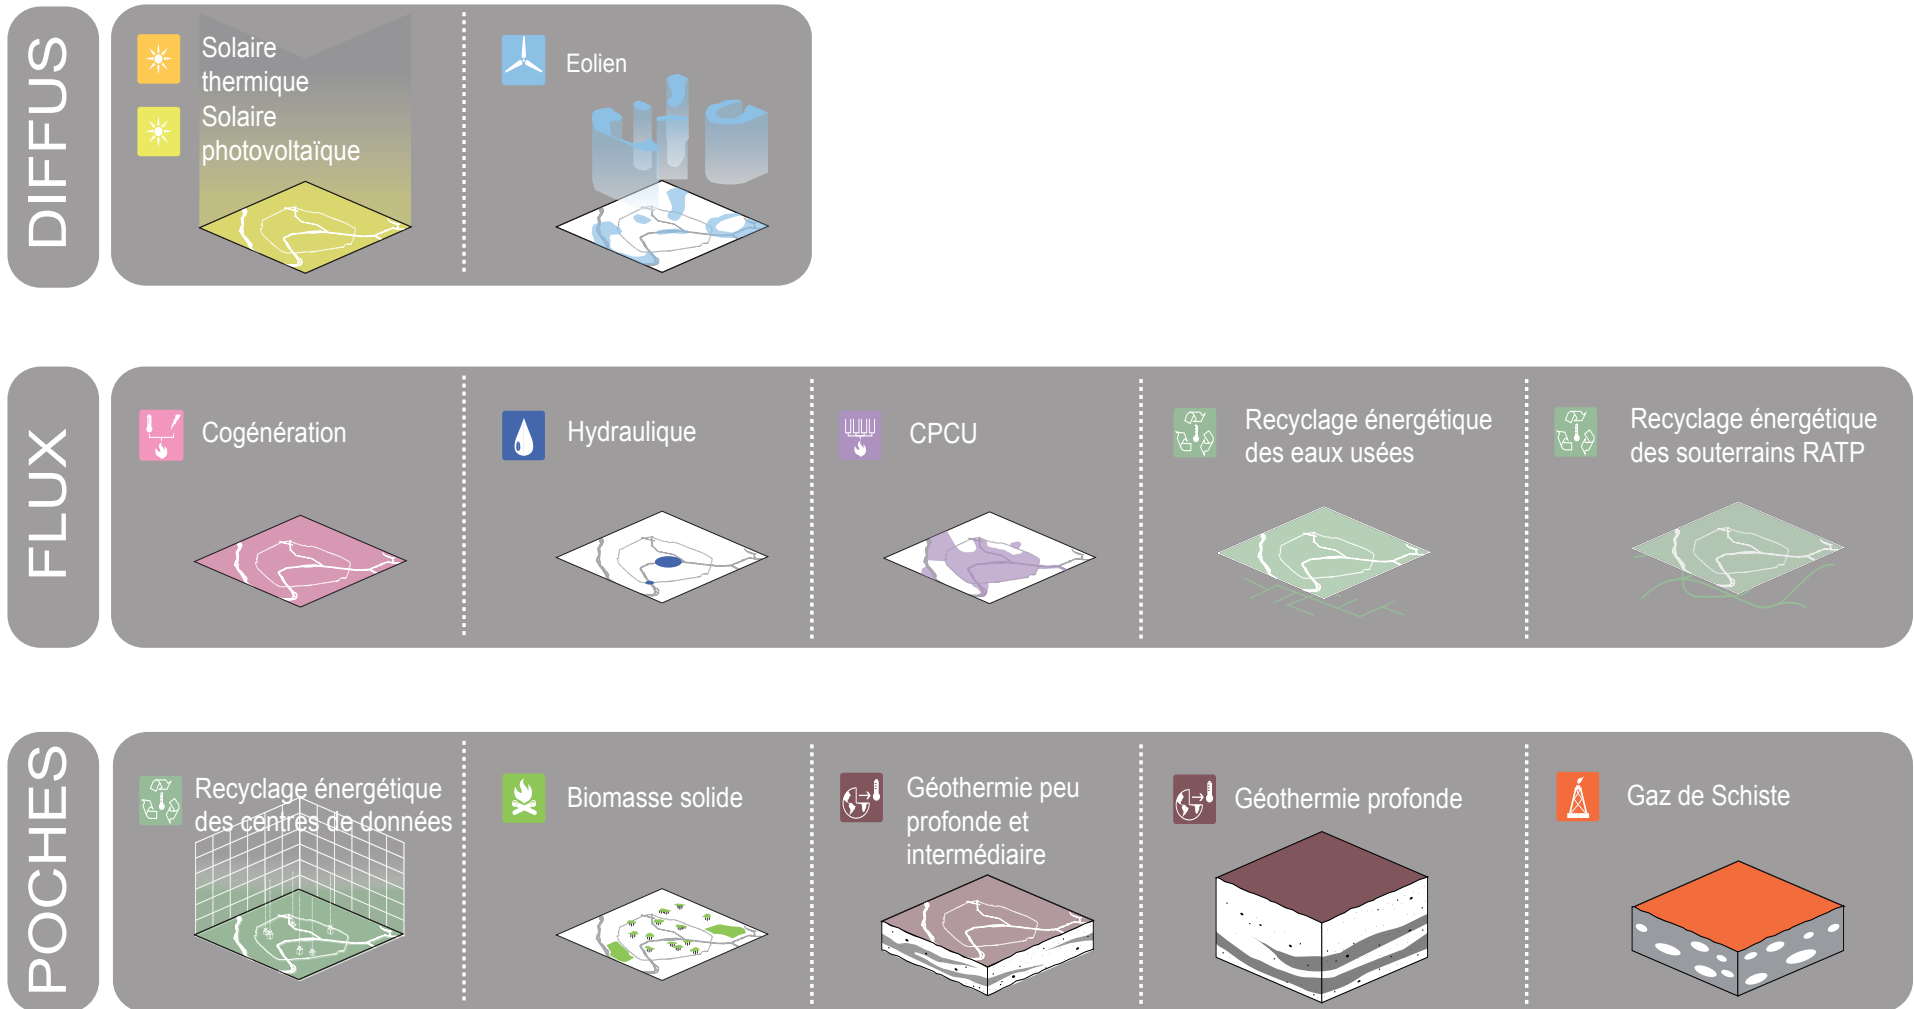 DIFFUS
Solaire
thermique
Solaire
photovoltaïque
Eolien
FLUX
Cogénération
Hydraulique
CPCU
Recyclage énergétique
des eaux usées
Recyclage énergétique
des souterrains RATP
POCHES
Recyclage énergétique
des centres de données
Biomasse solide
Géothermie peu
profonde et
intermédiaire
Géothermie profonde
Gaz de Schiste